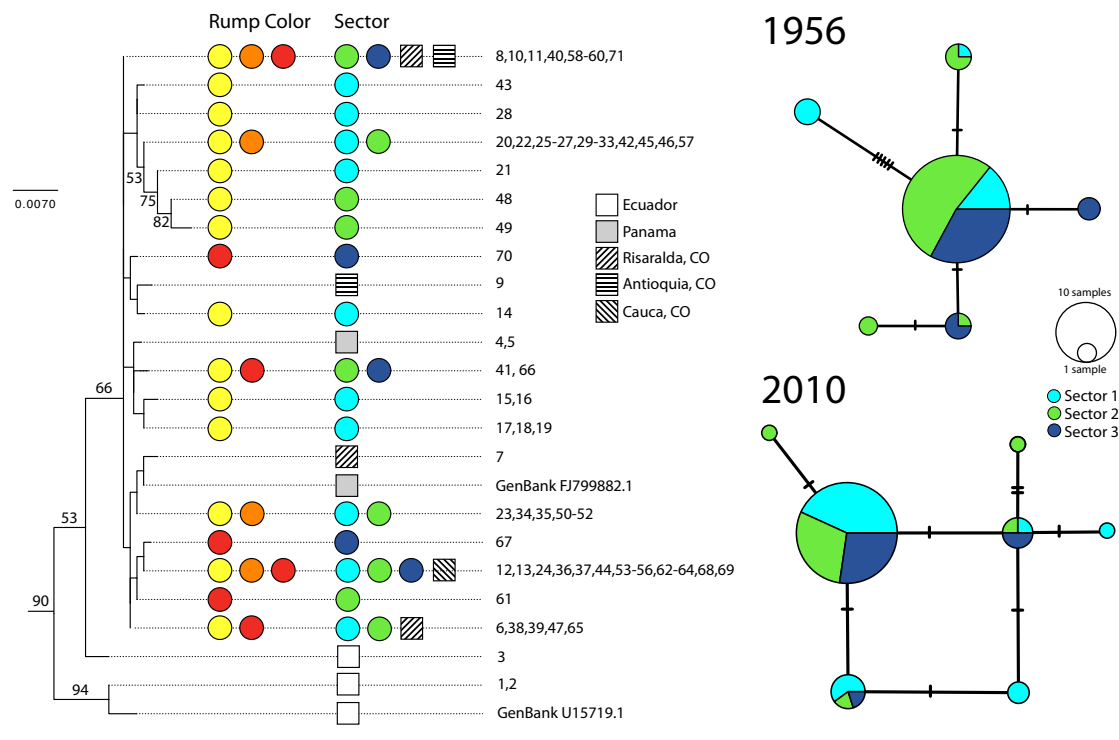 Rump Color
Sector
8,10,11,40,58-60,71
43
28
20,22,25-27,29-33,42,45,46,57
21
48
49
70
9
14
4,5
41, 66
15,16
17,18,19
7
GenBank FJ799882.1
23,34,35,50-52
67
12,13,24,36,37,44,53-56,62-64,68,69
61
6,38,39,47,65
3
1,2
GenBank U15719.1
53
75
82
66
53
90
94
0.0070
Ecuador
Panama
Risaralda, CO
Antioquia, CO
Cauca, CO
1956
10 samples
1 sample
2010
Sector 1
Sector 2
Sector 3